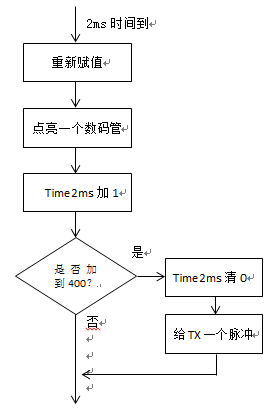 2ms 时间到
重新赋值
点亮一个数码管
Time2ms 加 1
是
是 否 加
到 400？
Time2ms 清 0
否
给 TX 一个脉冲